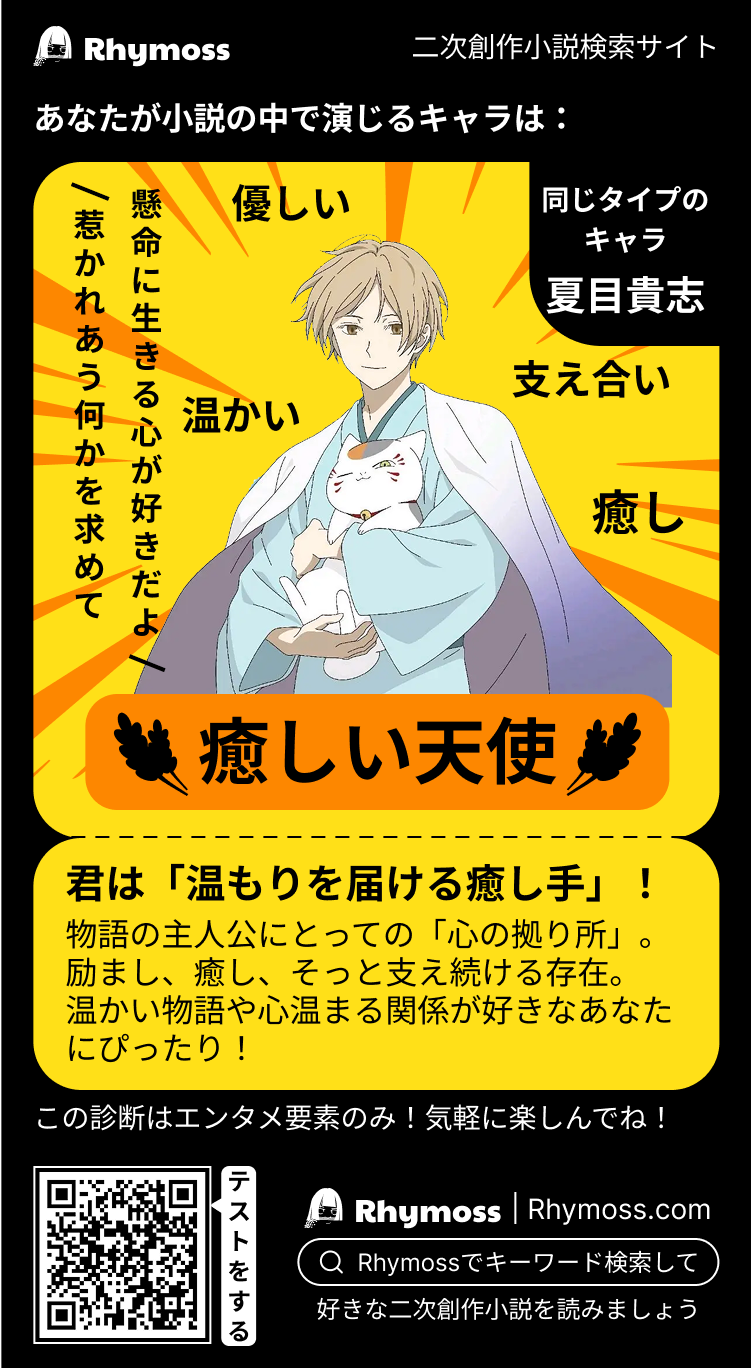 Rhymoss
二次創作小説検索サイト
あなたが小説の中で演じるキャラは：
同じタイプの
キャラ
夏目貴志
優しい
懸命に生きる心が好きだよ
惹かれあう何かを求めて
支え合い
温かい
癒し
癒しい天使
君は「温もりを届ける癒し手」！
物語の主人公にとっての「心の拠り所」。
励まし、癒し、そっと支え続ける存在。
温かい物語や心温まる関係が好きなあなた
にぴったり！
この診断はエンタメ要素のみ！気軽に楽しんでね！
テストをする
Rhymoss | Rhymoss.com
Rhymossでキーワード検索して
好きな二次創作小説を読みましょう